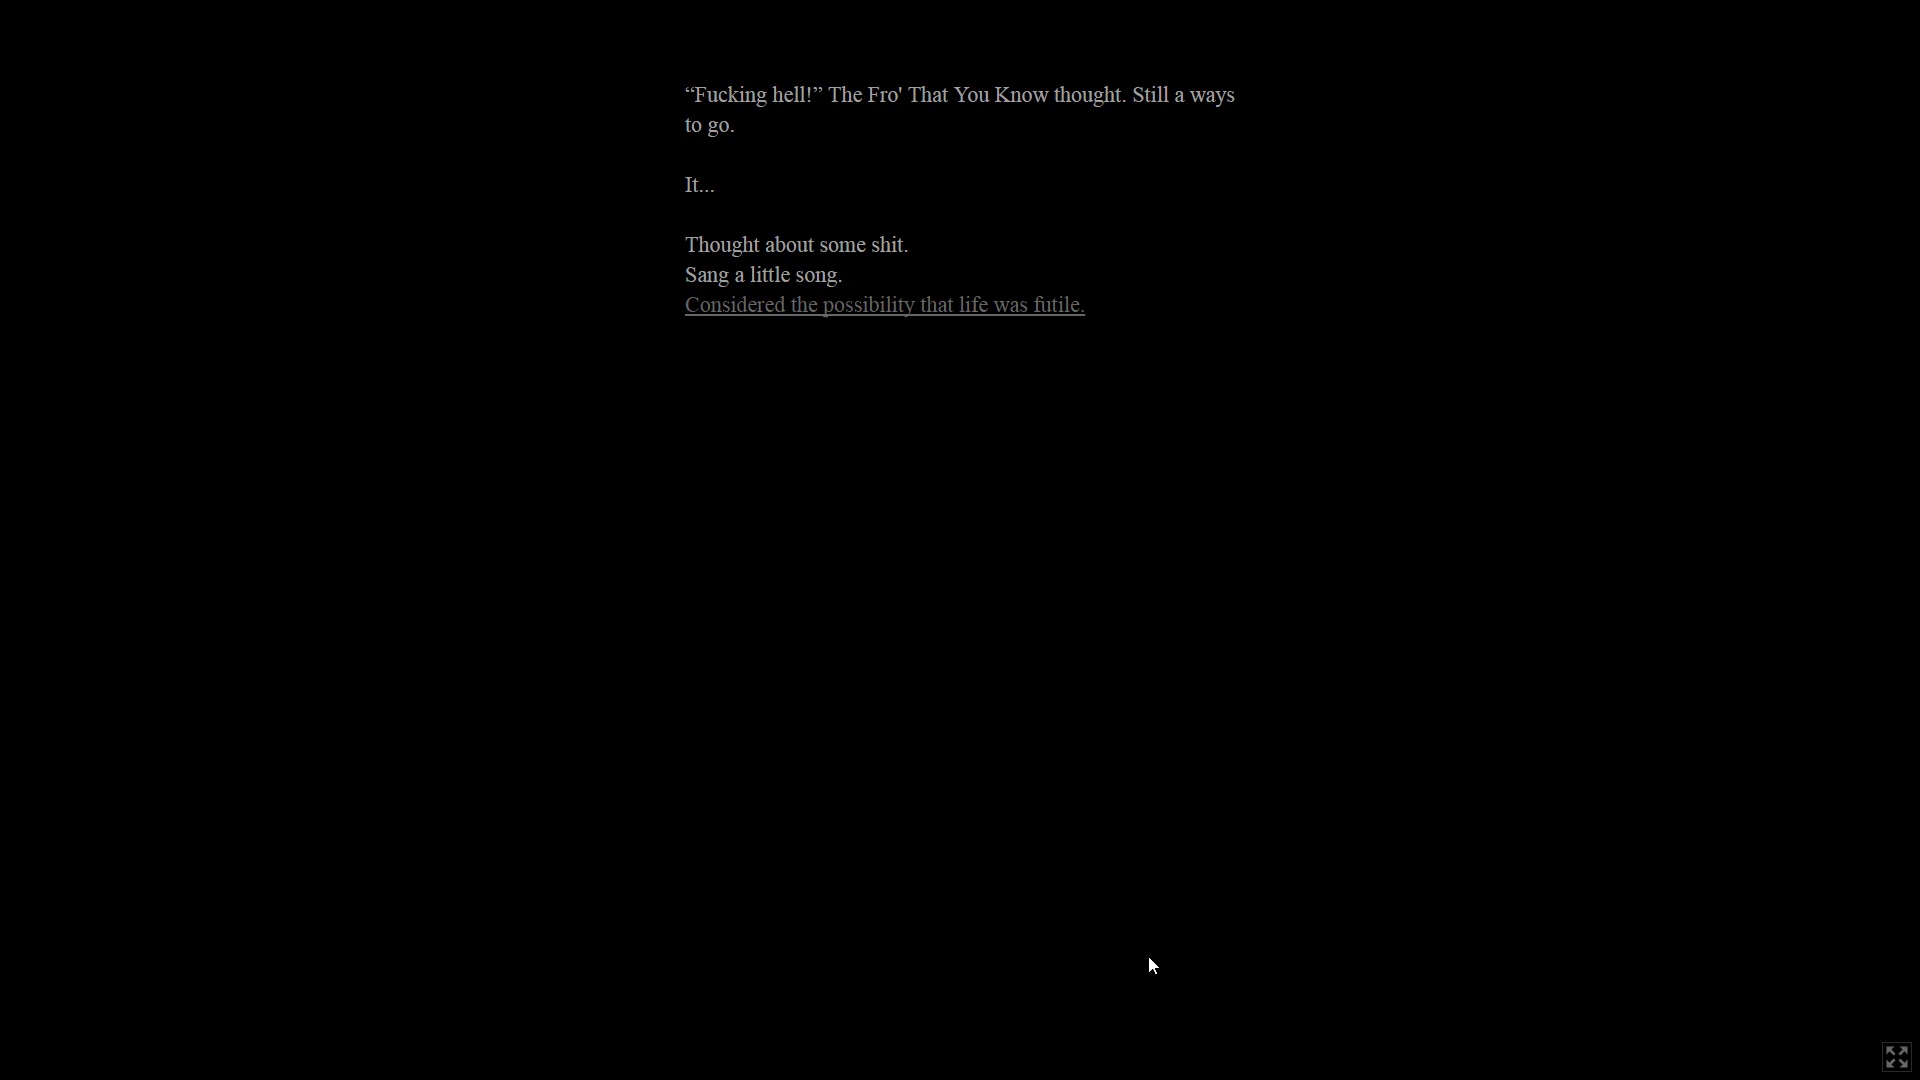 “Fucking hell!” The Fro' That You Know thought. Still a ways
to go.
It...
Thought about some shit.
Sang a little song.
Considered the possibility that life was futile.